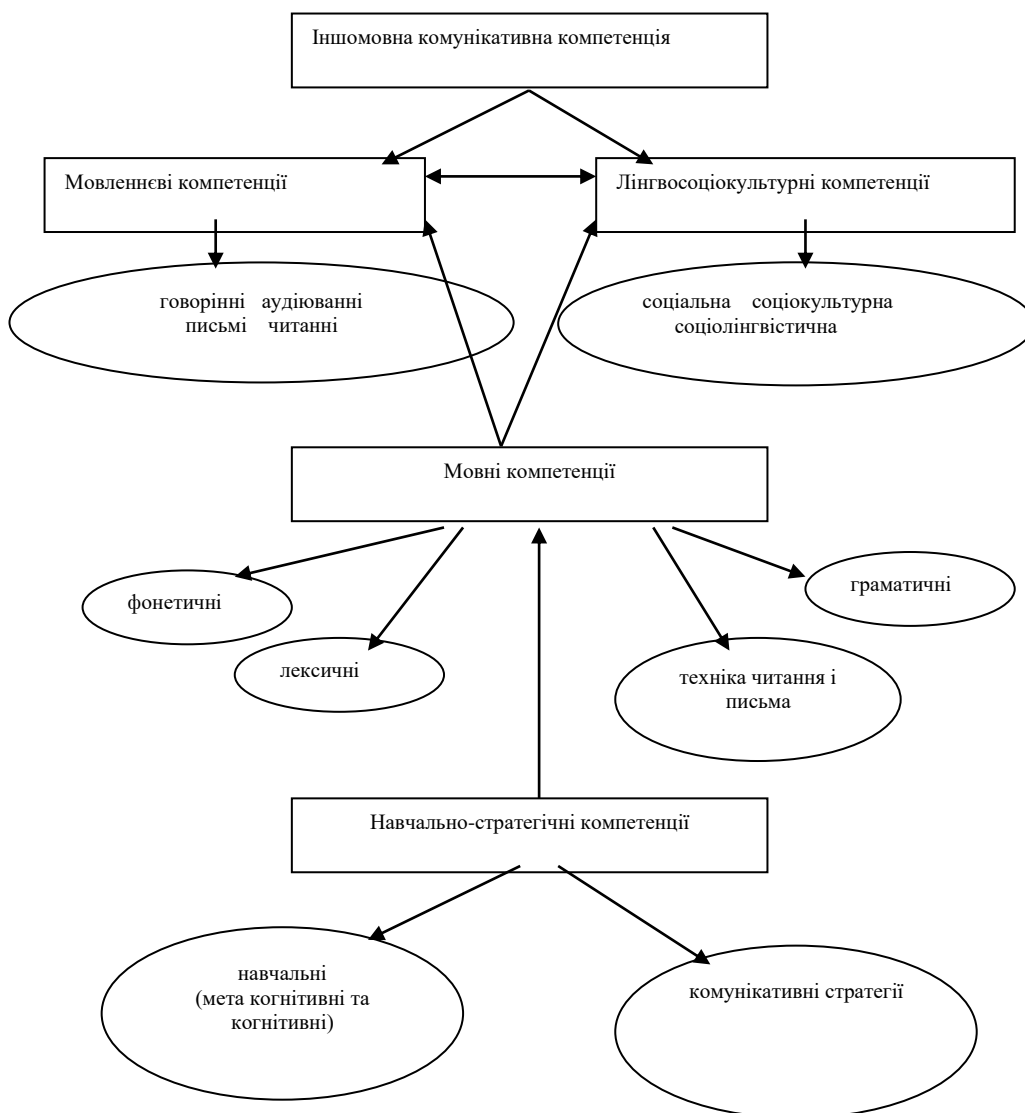 Іншомовна комунікативна компетенція
Мовленнєві компетенції
Лінгвосоціокультурні компетенції
говорінні аудіюванні
письмі читанні
соціальна соціокультурна
соціолінгвістична
Мовні компетенції
фонетичні
граматичні
лексичні
техніка читання і
письма
Навчально-стратегічні компетенції
навчальні
(мета когнітивні та
когнітивні)
комунікативні стратегії